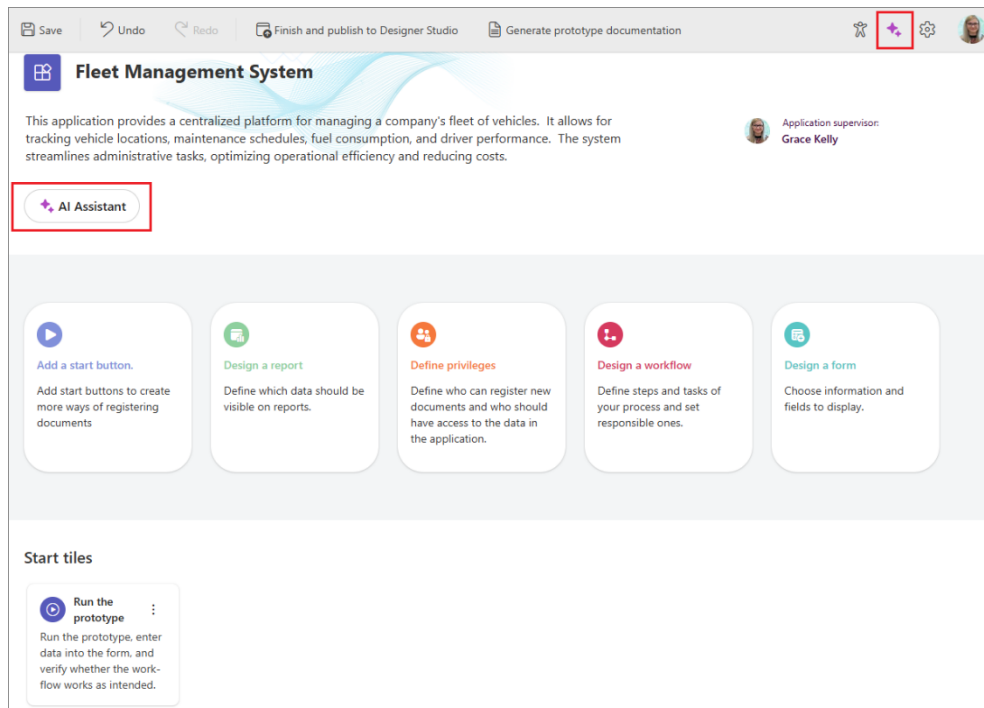 Save
Undo
Redo
Finish and publish to Designer Studio
Generate prototype documentation
Fleet Management System
This application provides a centralized platform for managing a company's fleet of vehicles. It allows for
tracking vehicle locations, maintenance schedules, fuel consumption, and driver performance. The system
streamlines administrative tasks, optimizing operational efficiency and reducing costs.
Application supervisor:
Grace Kelly
AI Assistant
Add a start button.
Add start buttons to create
more ways of registering
documents
Design a report
Define which data should be
visible on reports.
Define privileges
Define who can register new
documents and who should
have access to the data in
the application.
Design a workflow
Define steps and tasks of
your process and set
responsible ones.
Design a form
Choose information and
fields to display.
Start tiles
Run the
prototype
Run the prototype, enter
data into the form, and
verify whether the work-
flow works as intended.